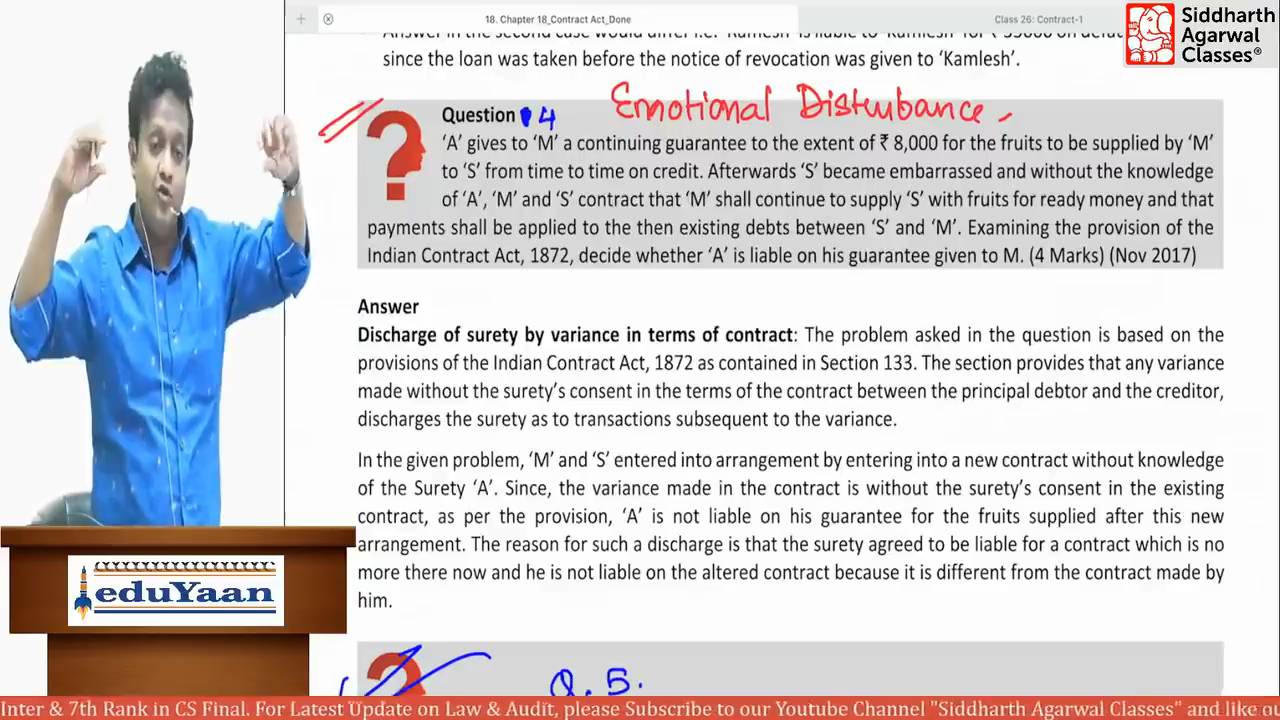 18. Chapter 18_Contract Act_Done
Class 26: Contract-1
Siddharth
Agarwal
Classes®
since the loan was taken before the notice of revocation was given to ‘Kamlesh’.
Emotional Disturbance
Question 4
‘A’ gives to ‘M’ a continuing guarantee to the extent of ₹ 8,000 for the fruits to be supplied by ‘M’
to ‘S’ from time to time on credit. Afterwards ‘S’ became embarrassed and without the knowledge
of ‘A’, ‘M’ and ‘S’ contract that ‘M’ shall continue to supply ‘S’ with fruits for ready money and that
payments shall be applied to the then existing debts between ‘S’ and ‘M’. Examining the provision of the
Indian Contract Act, 1872, decide whether ‘A’ is liable on his guarantee given to M. (4 Marks) (Nov 2017)
Answer
Discharge of surety by variance in terms of contract: The problem asked in the question is based on the
provisions of the Indian Contract Act, 1872 as contained in Section 133. The section provides that any variance
made without the surety’s consent in the terms of the contract between the principal debtor and the creditor,
discharges the surety as to transactions subsequent to the variance.
In the given problem, ‘M’ and ‘S’ entered into arrangement by entering into a new contract without knowledge
of the Surety ‘A’. Since, the variance made in the contract is without the surety’s consent in the existing
contract, as per the provision, ‘A’ is not liable on his guarantee for the fruits supplied after this new
arrangement. The reason for such a discharge is that the surety agreed to be liable for a contract which is no
more there now and he is not liable on the altered contract because it is different from the contract made by
him.
Q. 5.
eduYaan
Inter & 7th Rank in CS Final. For Latest Update on Law & Audit, please Subscribe to our Youtube Channel "Siddharth Agarwal Classes" and like ou